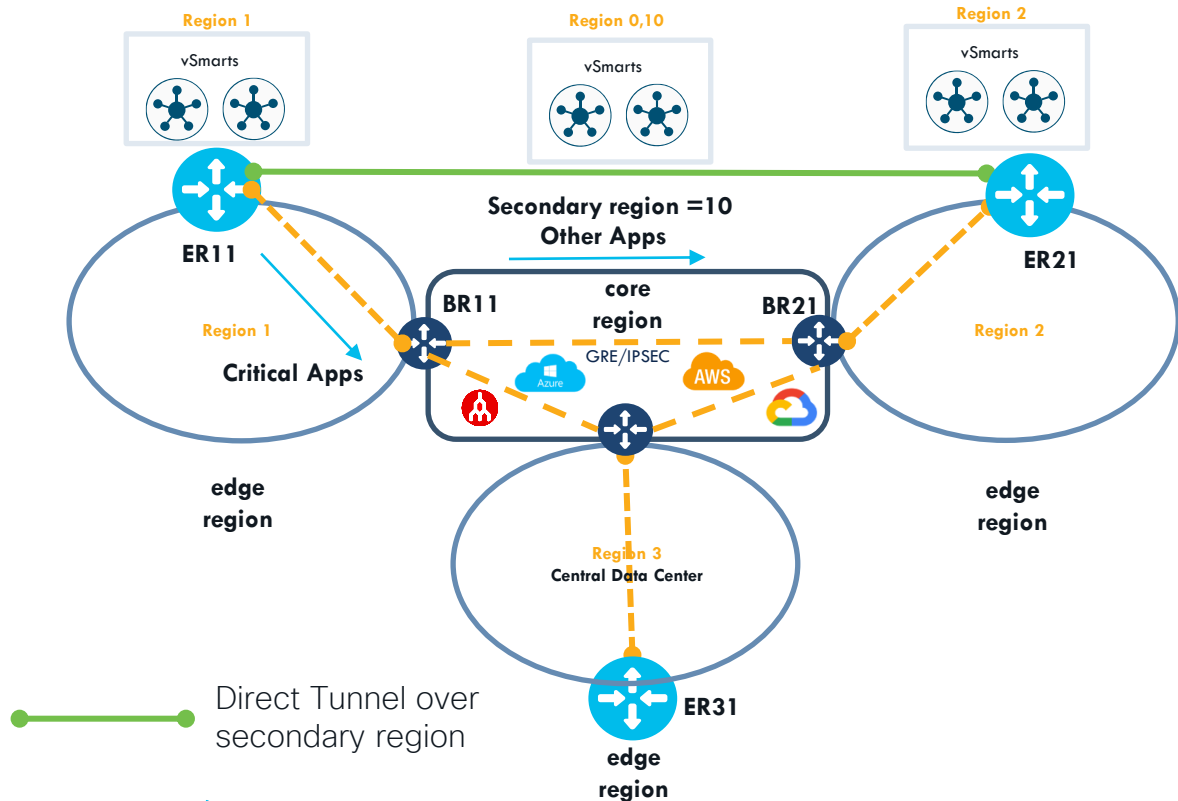 Region 1
Region 0,10
Region 2
vSmarts
vSmarts
vSmarts
Secondary region =10
Other Apps
ER11
ER21
BR11
core
region
BR21
Region 1
Region 2
GRE/IPSEC
Azure
AWS
Critical Apps
edge
region
edge
region
Region 3
Central Data Center
Direct Tunnel over
secondary region
ER31
edge
region